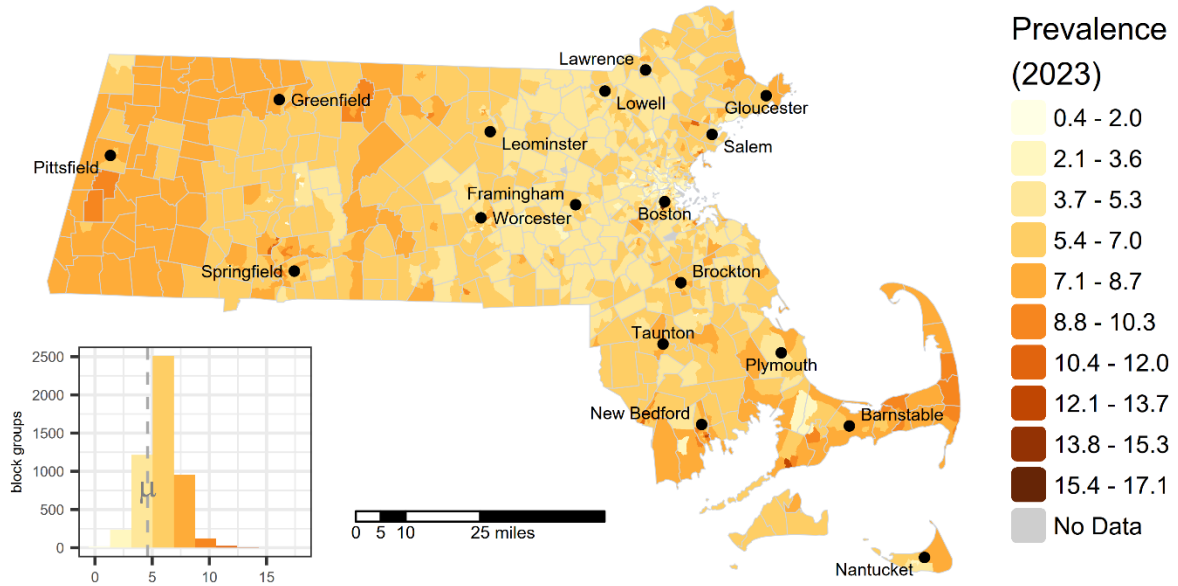 Prevalence
(2023)
0.4 - 2.0
2.1 - 3.6
3.7 - 5.3
5.4 - 7.0
7.1 - 8.7
8.8 - 10.3
10.4 - 12.0
12.1 - 13.7
13.8 - 15.3
15.4 - 17.1
No Data
Lawrence
Lowell
Gloucester
Greenfield
Leominster
Salem
Pittsfield
Framingham
Worcester
Boston
Springfield
Brockton
Taunton
Plymouth
New Bedford
Barnstable
Nantucket
2500
2000
1500
1000
500
0
block groups
μ
0 5 10 15
0 5 10 25 miles